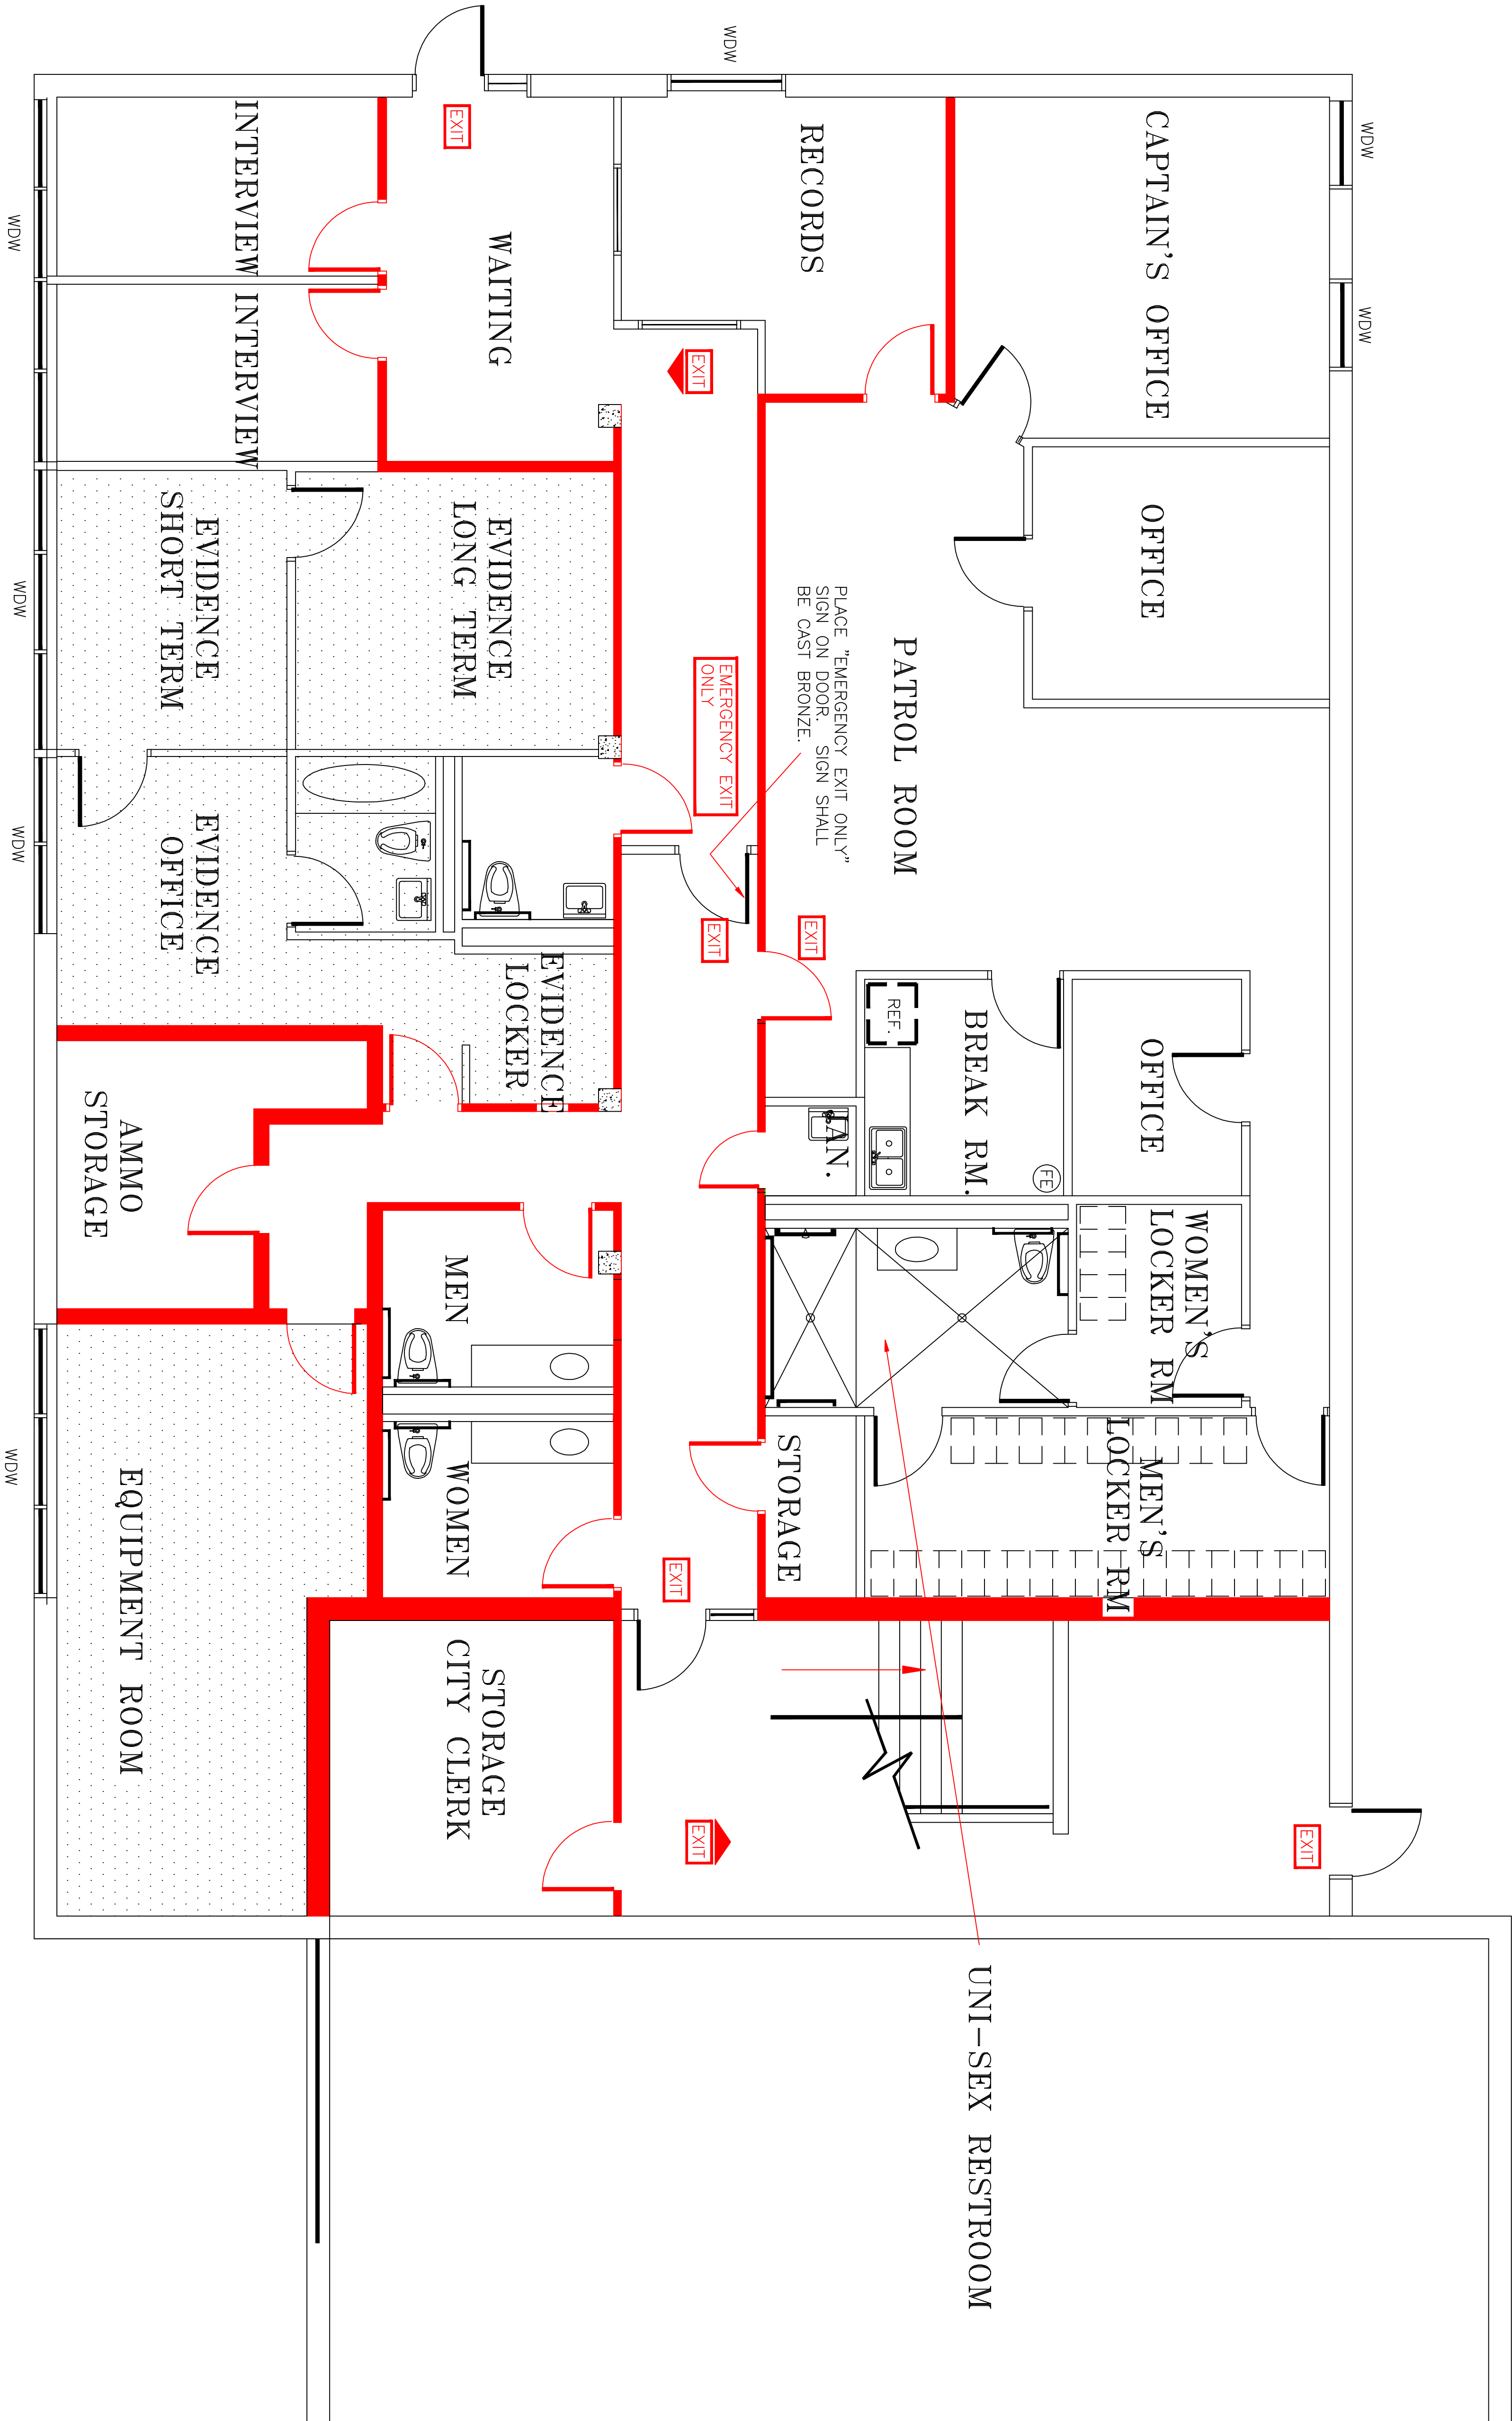 WDW
WDW
CAPTAIN'S OFFICE
OFFICE
OFFICE
WOMEN'S
LOCKER RM
MEN'S
LOCKER RM
EXIT
UNI-SEX RESTROOM
WDW
RECORDS
PATROL ROOM
BREAK RM.
FE
REF.
JAN.
STORAGE
PLACE "EMERGENCY EXIT ONLY"
SIGN ON DOOR. SIGN SHALL
BE CAST BRONZE.
EXIT
EXIT
EMERGENCY EXIT
ONLY
EXIT
EXIT
EXIT
EXIT
WAITING
EVIDENCE
LONG TERM
EVIDENCE
LOCKER
MEN
WOMEN
STORAGE
CITY CLERK
INTERVIEW
INTERVIEW
EVIDENCE
SHORT TERM
EVIDENCE
OFFICE
AMMO
STORAGE
EQUIPMENT ROOM
WDW
WDW
WDW
WDW